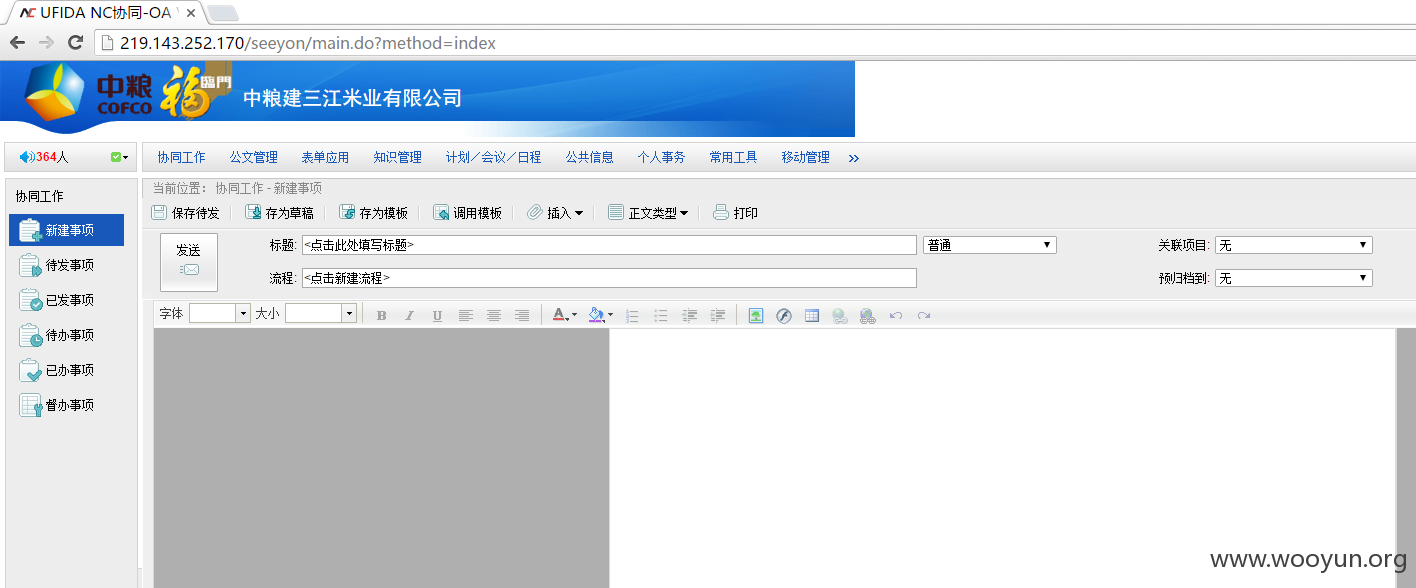 UFIDA NC协同-OA
219.143.252.170/seeyon/main.do?method=index
中粮 COFCO 福 臨門 中粮建三江米业有限公司
364人 协同工作 公文管理 表单应用 知识管理 计划／会议／日程 公共信息 个人事务 常用工具 移动管理 »
协同工作
当前位置： 协同工作 - 新建事项
保存待发 存为草稿 存为模板 调用模板 插入 正文类型 打印
新建事项
待发事项
已发事项
待办事项
已办事项
督办事项
发送
标题: <点击此处填写标题> 普通 关联项目: 无
流程: <点击新建流程> 预归档到: 无
字体 大小 B I U A
www.wooyun.org